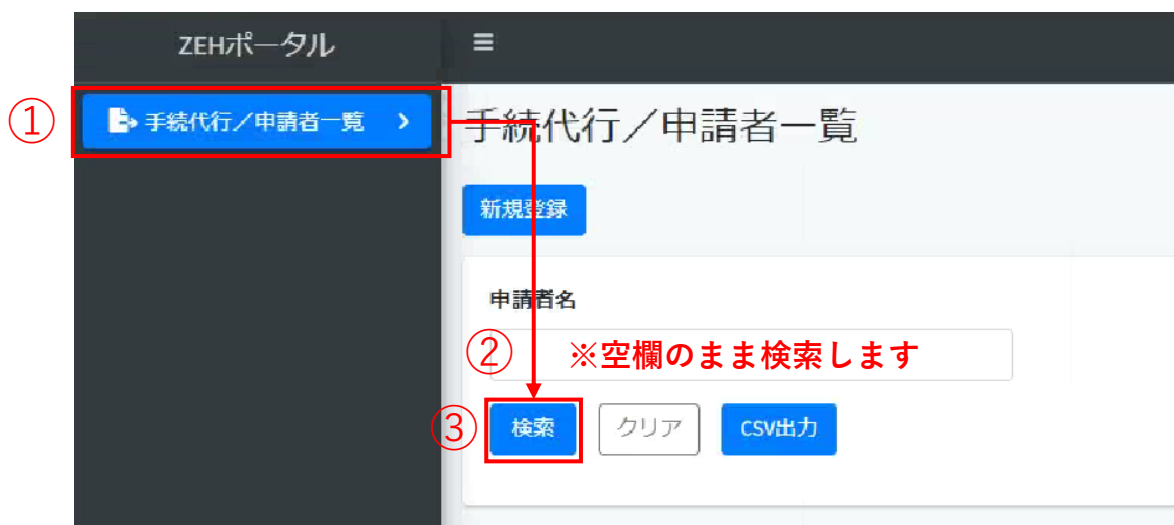 ZEHポータル
① 手続代行/申請者一覧
手続代行/申請者一覧
新規登録
申請者名
② ※空欄のまま検索します
③ 検索 クリア CSV出力